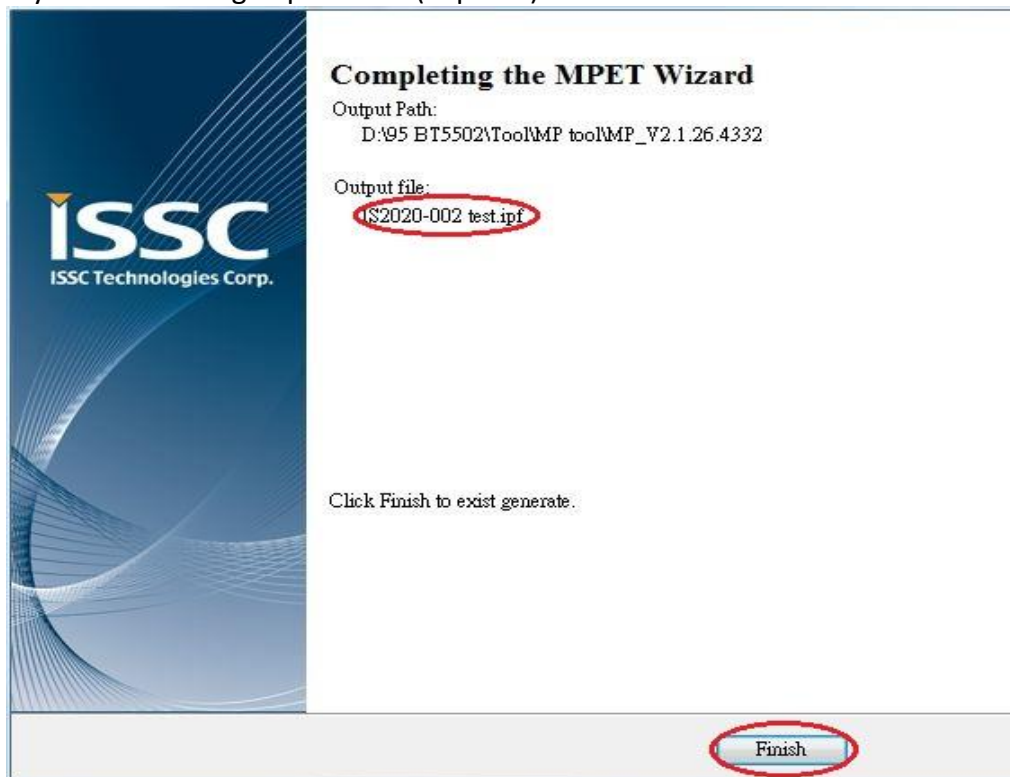 Completing the MPET Wizard
Output Path:
D:\95 BT5502\Tool\MP tool\MP_V2.1.26.4332
Output file:
IS2020-002 test.ipf
ISSC
ISSC Technologies Corp.
Click Finish to exist generate.
Finish